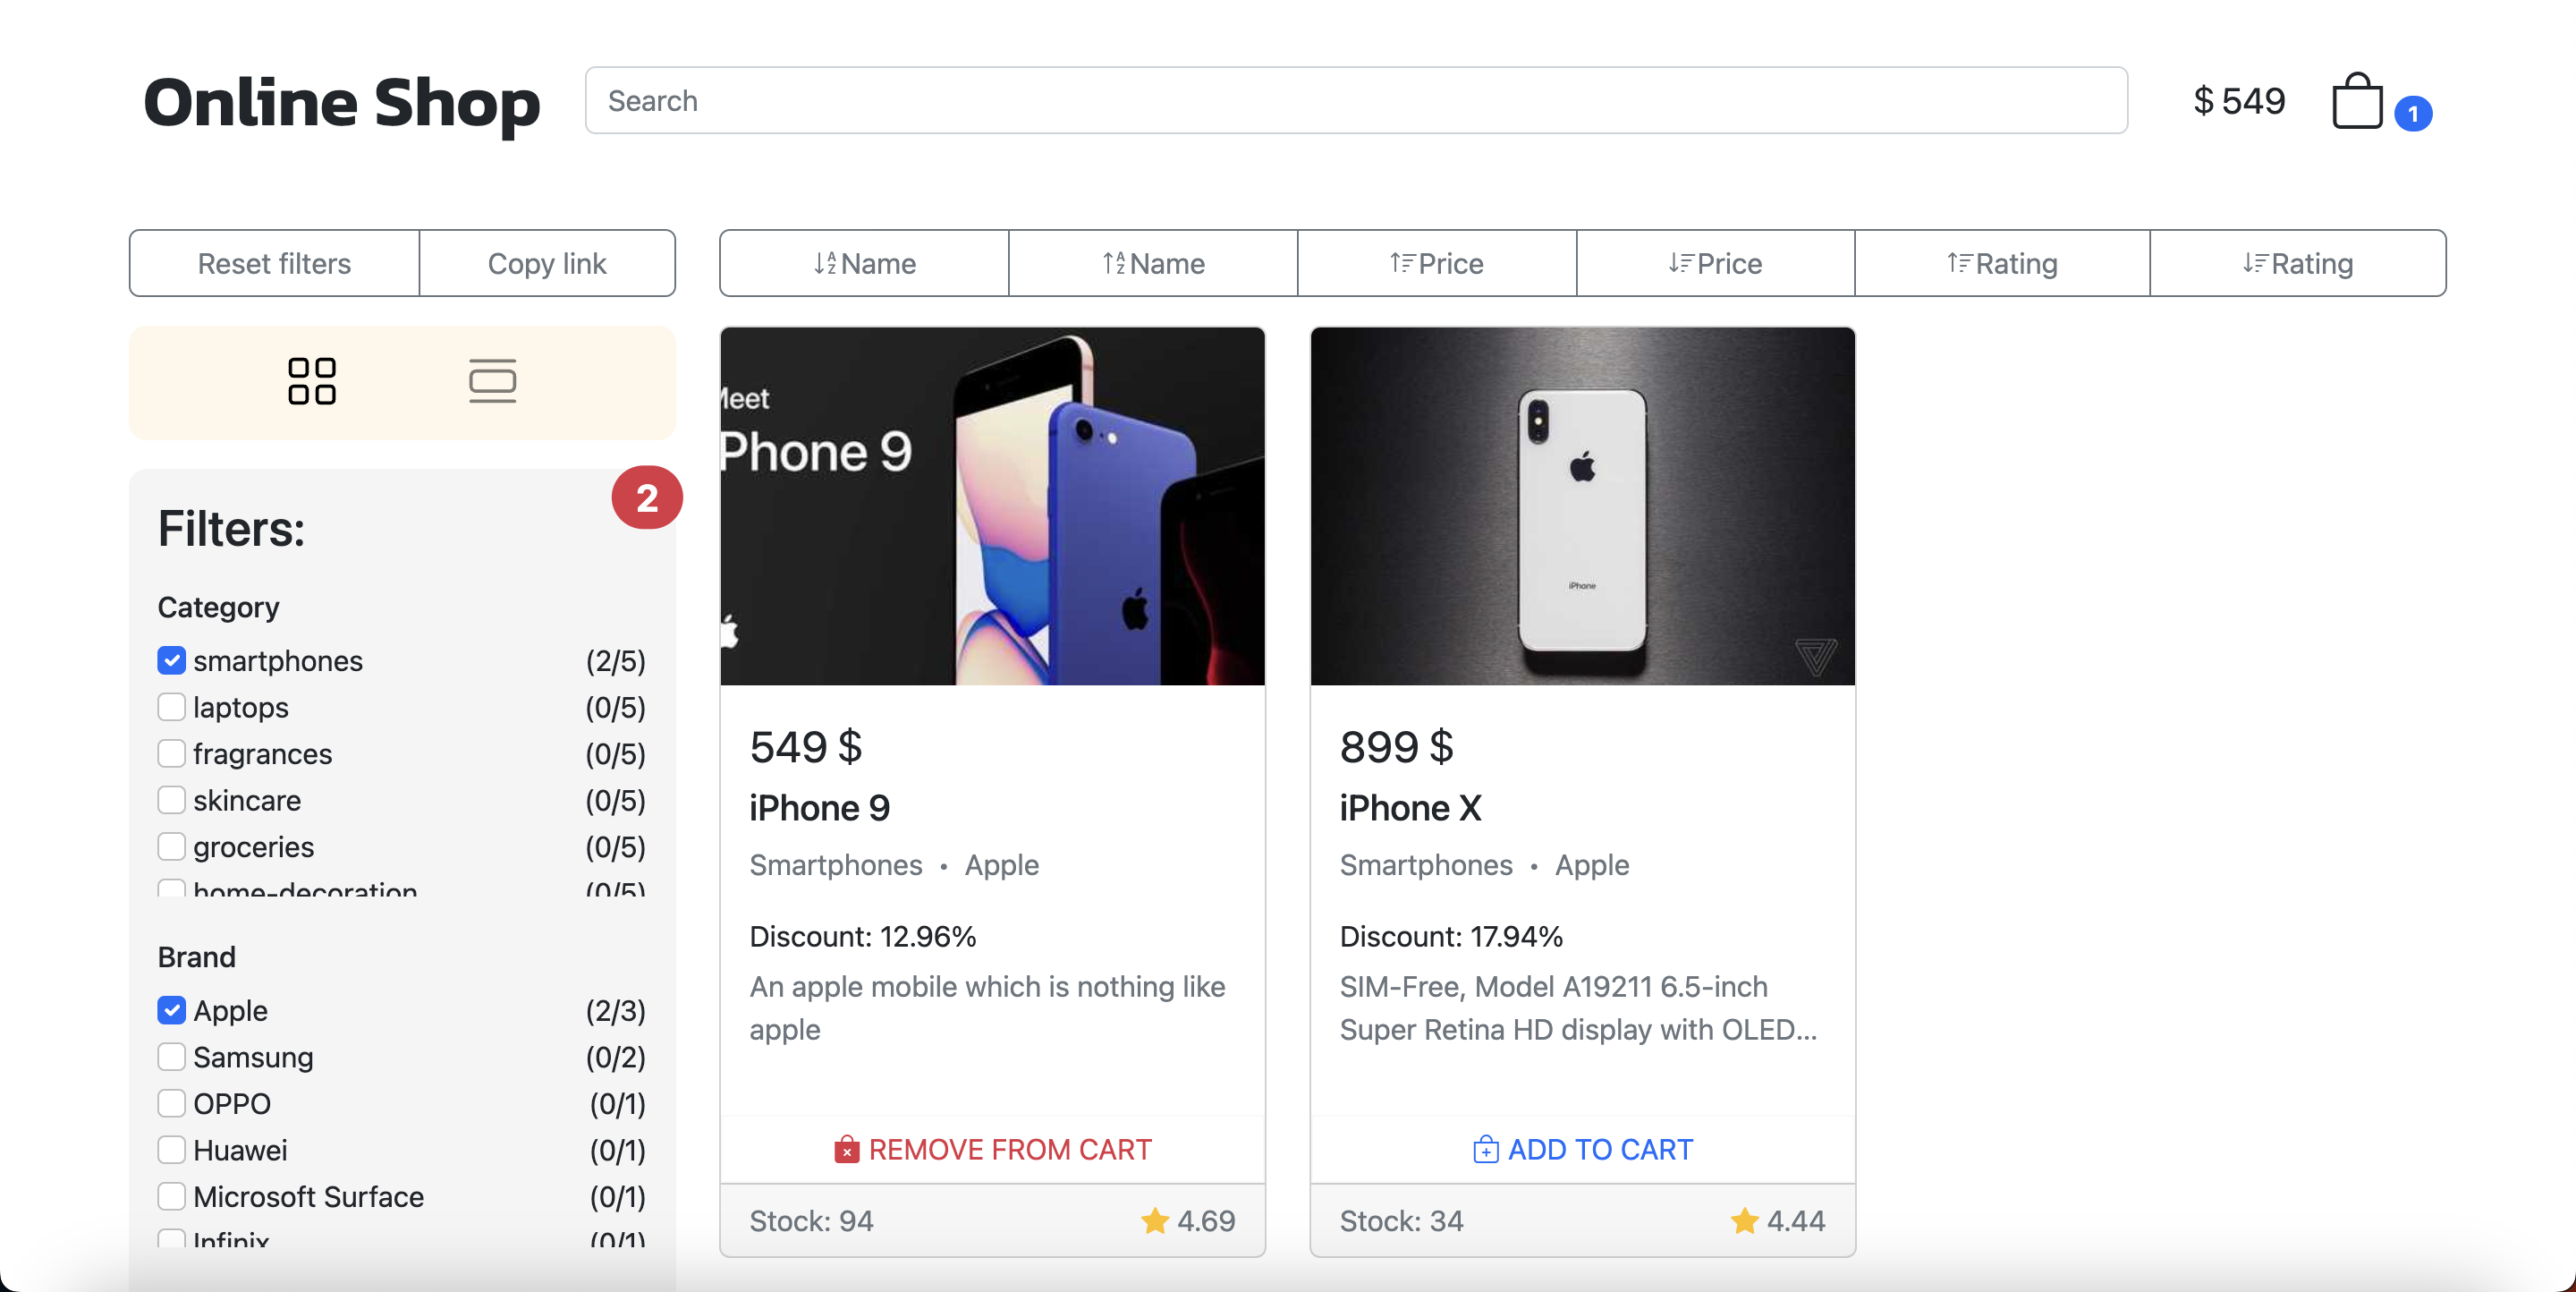 Online Shop
Search
$ 549
1
Reset filters
Copy link
Name
Name
Price
Price
Rating
Rating
2
Filters:
Category
smartphones (2/5)
laptops (0/5)
fragrances (0/5)
skincare (0/5)
groceries (0/5)
home-decoration (0/5)
Brand
Apple (2/3)
Samsung (0/2)
OPPO (0/1)
Huawei (0/1)
Microsoft Surface (0/1)
Infinix (0/1)
Meet
Phone 9
549 $
iPhone 9
Smartphones • Apple
Discount: 12.96%
An apple mobile which is nothing like
apple
REMOVE FROM CART
Stock: 94
4.69
iPhone
899 $
iPhone X
Smartphones • Apple
Discount: 17.94%
SIM-Free, Model A19211 6.5-inch
Super Retina HD display with OLED...
ADD TO CART
Stock: 34
4.44